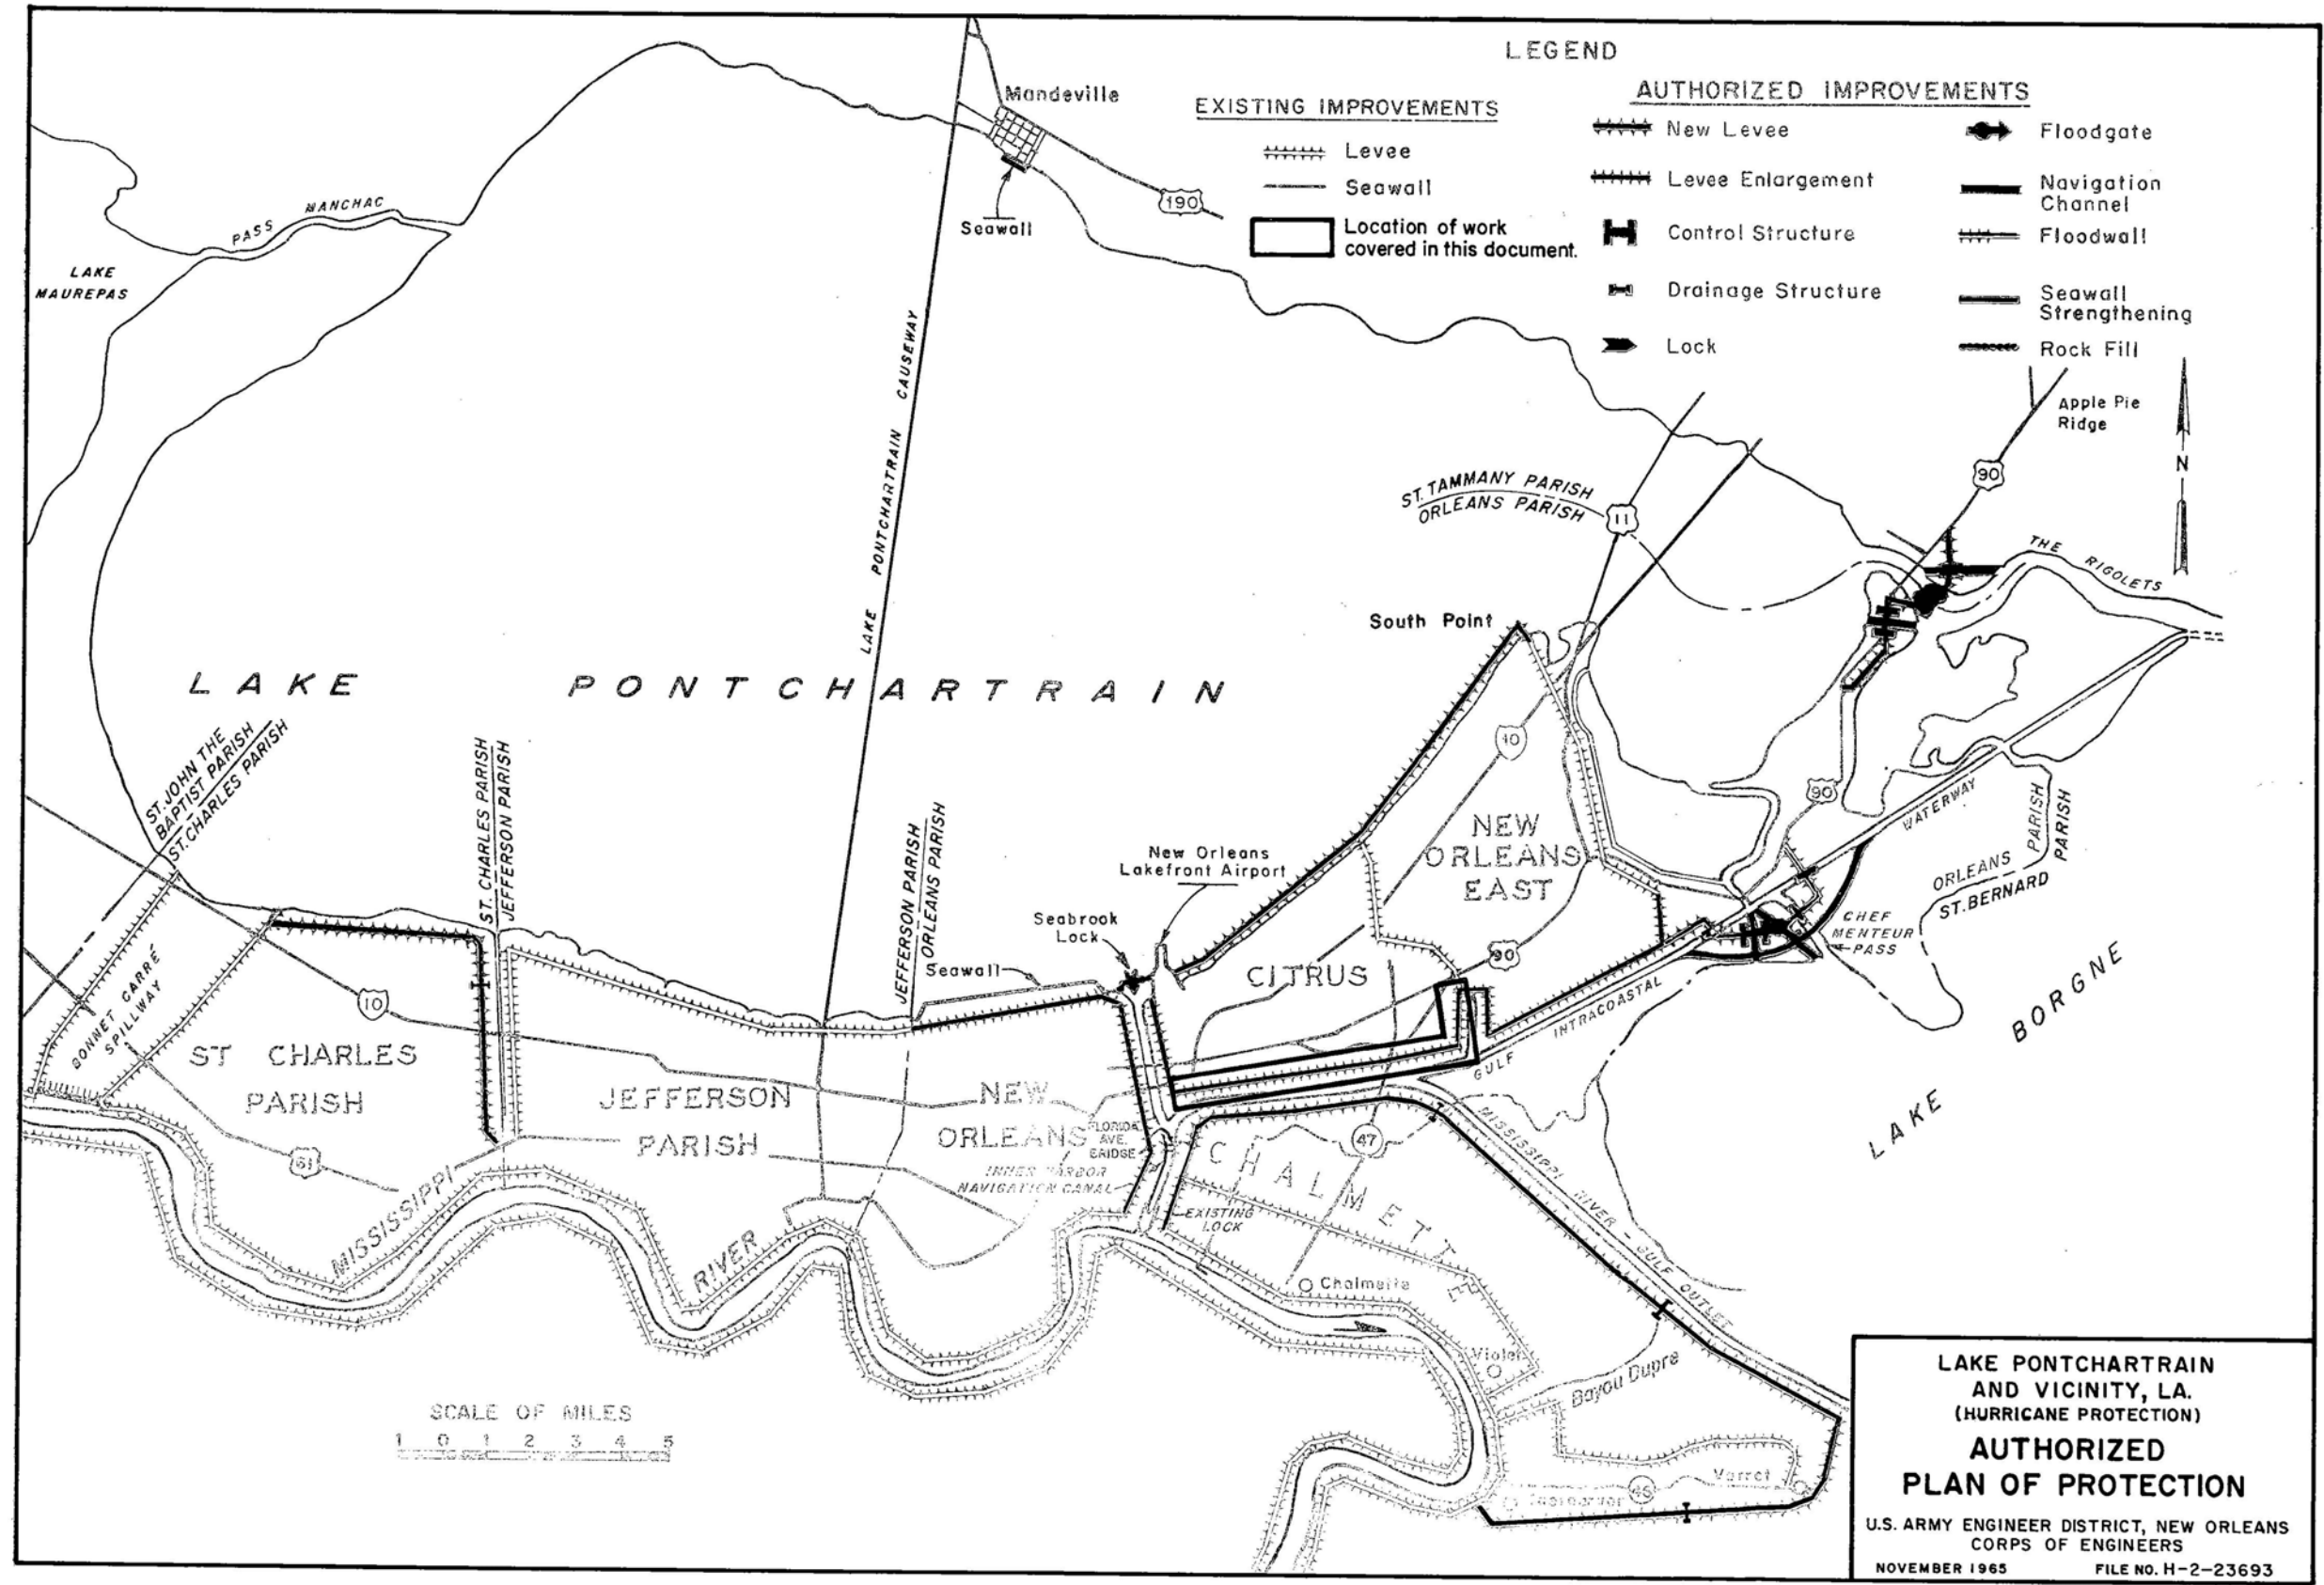 LEGEND
EXISTING IMPROVEMENTS
Levee
Seawall
Location of work
covered in this document.
AUTHORIZED IMPROVEMENTS
New Levee
Levee Enlargement
Control Structure
Drainage Structure
Lock
Floodgate
Navigation
Channel
Floodwall
Seawall
Strengthening
Rock Fill
Mandeville
Seawall
190
PASS MANCHAC
LAKE
MAUREPAS
LAKE PONTCHARTRAIN CAUSEWAY
Apple Pie
Ridge
90
N
ST. TAMMANY PARISH
ORLEANS PARISH
11
THE RIGOLETS
South Point
LAKE PONTCHARTRAIN
ST. JOHN THE
BAPTIST PARISH
ST. CHARLES PARISH
ST. CHARLES PARISH
JEFFERSON PARISH
JEFFERSON PARISH
ORLEANS PARISH
10
NEW
ORLEANS
EAST
90
WATERWAY
ORLEANS PARISH
ST. BERNARD PARISH
New Orleans
Lakefront Airport
Seabrook
Lock
Seawall
CITRUS
90
CHEF
MENTEUR
PASS
GULF INTRACOASTAL
LAKE BORGNE
BONNET CARRÉ
SPILLWAY
10
ST CHARLES
PARISH
61
JEFFERSON
PARISH
NEW
ORLEANS
FLORIDA
AVE.
BRIDGE
INNER HARBOR
NAVIGATION CANAL
EXISTING
LOCK
CHALMETTE
47
MISSISSIPPI RIVER - GULF OUTLET
MISSISSIPPI RIVER
Chalmette
Violet
Bayou Dupre
Verret
46
SCALE OF MILES
1 0 1 2 3 4 5
LAKE PONTCHARTRAIN
AND VICINITY, LA.
(HURRICANE PROTECTION)
AUTHORIZED
PLAN OF PROTECTION
U.S. ARMY ENGINEER DISTRICT, NEW ORLEANS
CORPS OF ENGINEERS
NOVEMBER 1965 FILE NO. H-2-23693